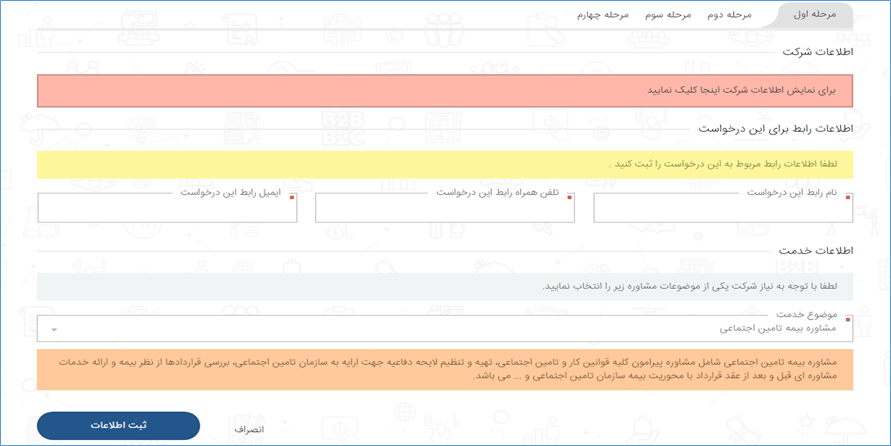 مرحله اول
مرحله دوم
مرحله سوم
مرحله چهارم
اطلاعات شرکت
برای نمایش اطلاعات شرکت اینجا کلیک نمایید
اطلاعات رابط برای این درخواست
لطفا اطلاعات رابط مربوط به این درخواست را ثبت کنید .
نام رابط این درخواست
تلفن همراه رابط این درخواست
ایمیل رابط این درخواست
اطلاعات خدمت
لطفا با توجه به نیاز شرکت یکی از موضوعات مشاوره زیر را انتخاب نمایید.
موضوع خدمت
مشاوره بیمه تامین اجتماعی
مشاوره بیمه تامین اجتماعی شامل مشاوره پیرامون کلیه قوانین کار و تامین اجتماعی، تهیه و تنظیم لایحه دفاعیه جهت ارایه به سازمان تامین اجتماعی، بررسی قراردادها از نظر بیمه و ارائه خدمات
مشاوره ای قبل و بعد از عقد قرارداد با محوریت بیمه سازمان تامین اجتماعی و ... می باشد.
انصراف
ثبت اطلاعات
B2B
B2C